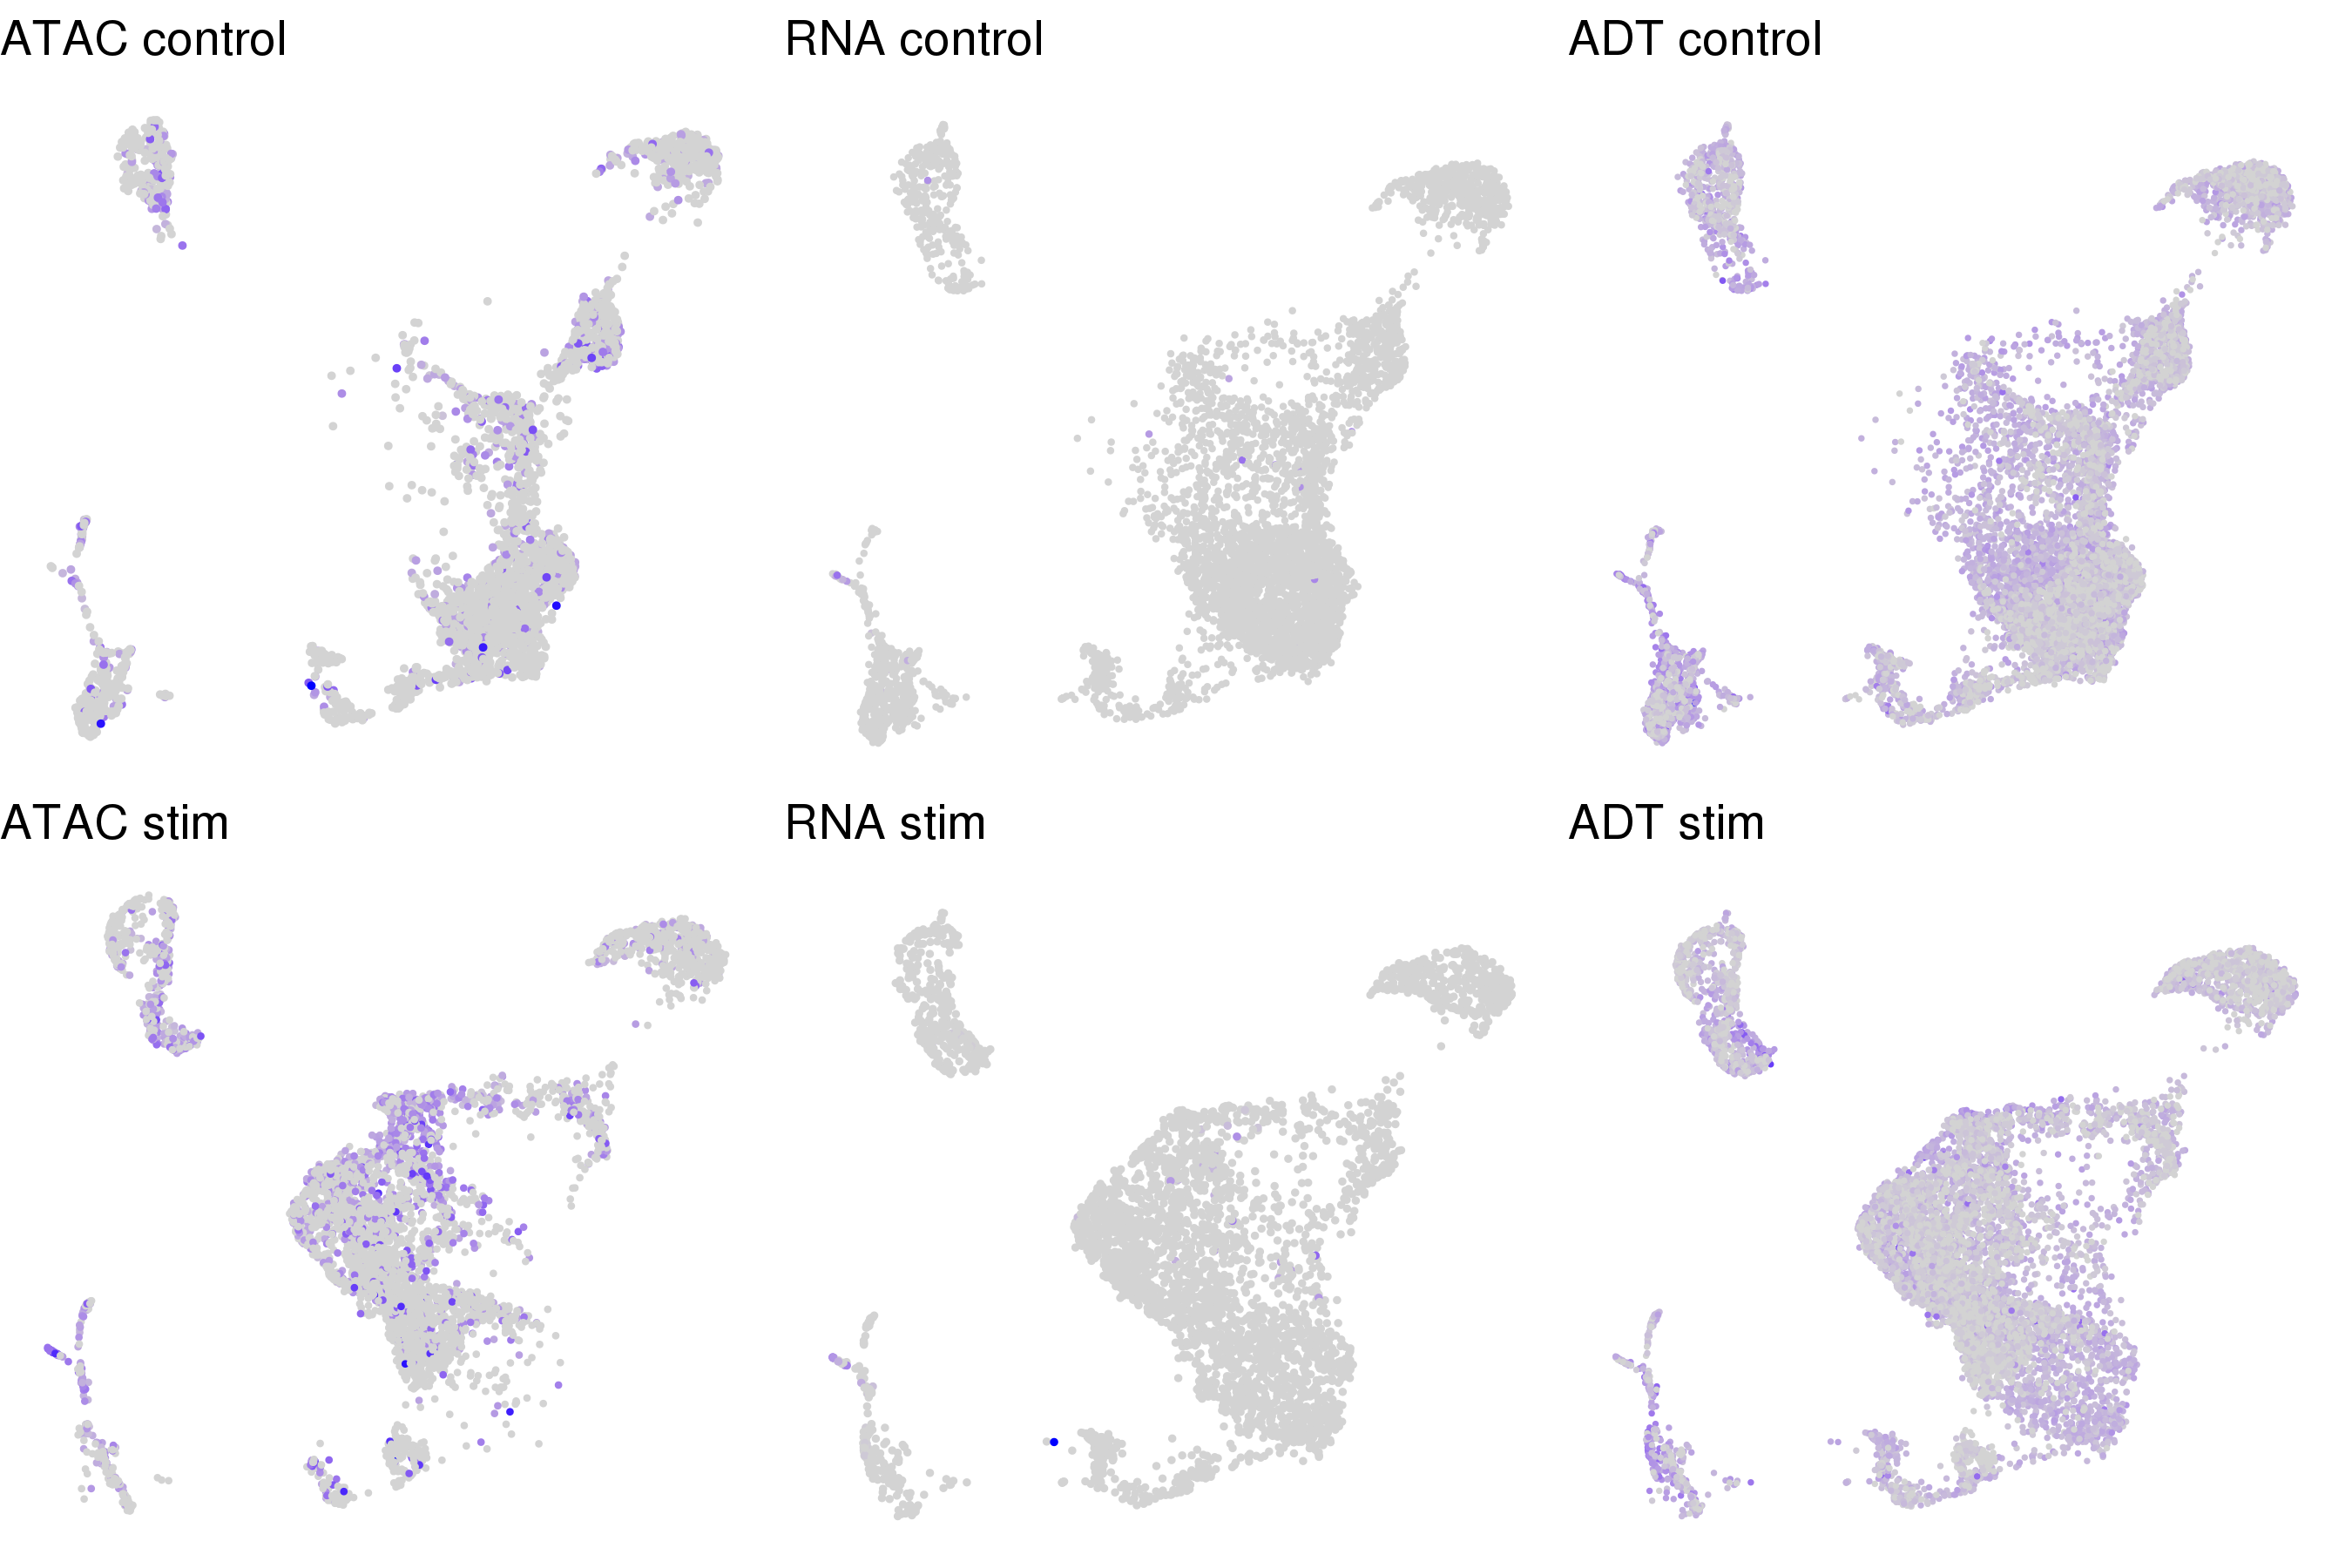 ATAC control
RNA control
ADT control
ATAC stim
RNA stim
ADT stim